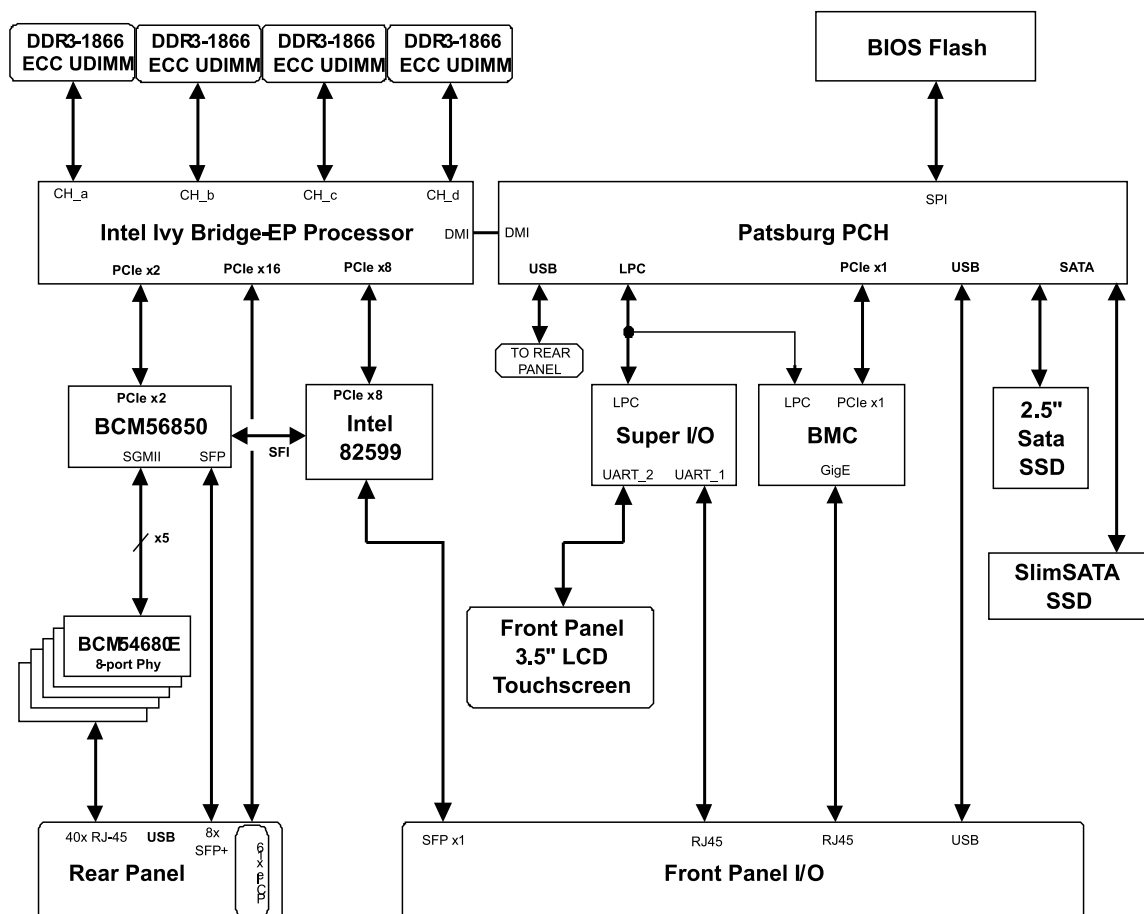 DDR3-1866
ECC UDIMM
DDR3-1866
ECC UDIMM
DDR3-1866
ECC UDIMM
DDR3-1866
ECC UDIMM
BIOS Flash
CH_a
CH_b
CH_c
CH_d
SPI
Intel Ivy Bridge-EP Processor
DMI
DMI
Patsburg PCH
PCIe x2
PCIe x16
PCIe x8
USB
LPC
PCIe x1
USB
SATA
TO REAR
PANEL
PCIe x2
BCM56850
SGMII
SFP
SFI
PCIe x8
Intel
82599
LPC
Super I/O
UART_2
UART_1
LPC
PCIe x1
BMC
GigE
2.5"
Sata
SSD
x5
SlimSATA
SSD
BCM54680E
8-port Phy
Front Panel
3.5" LCD
Touchscreen
40x RJ-45
USB
8x
SFP+
PCIe x16
Rear Panel
SFP x1
RJ45
RJ45
USB
Front Panel I/O